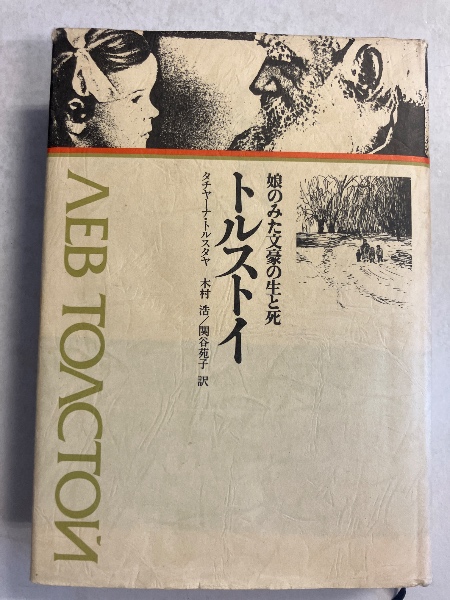 娘のみた文豪の生と死
トルストイ
タチヤーナ・トルスタヤ 木村 浩/関谷苑子 訳
ЛЕВ ТОЛСТОЙ